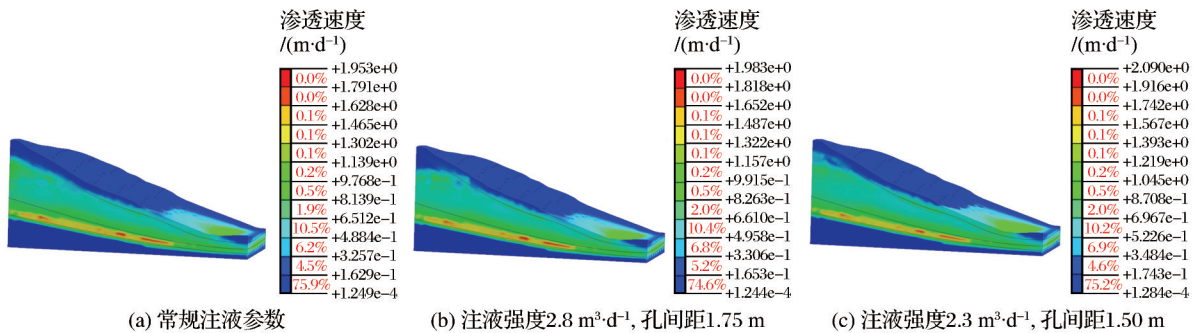 渗透速度
/(m·d⁻¹)
+1.953e+0
0.0%
+1.791e+0
0.0%
+1.628e+0
0.1%
+1.465e+0
0.1%
+1.302e+0
0.1%
+1.139e+0
0.2%
+9.768e−1
0.5%
+8.139e−1
1.9%
+6.512e−1
10.5%
+4.884e−1
6.2%
+3.257e−1
4.5%
+1.629e−1
75.9%
+1.249e−4
(a) 常规注液参数
渗透速度
/(m·d⁻¹)
+1.983e+0
0.0%
+1.818e+0
0.0%
+1.652e+0
0.1%
+1.487e+0
0.1%
+1.322e+0
0.1%
+1.157e+0
0.2%
+9.915e−1
0.5%
+8.263e−1
2.0%
+6.610e−1
10.4%
+4.958e−1
6.8%
+3.306e−1
5.2%
+1.653e−1
74.6%
+1.244e−4
(b) 注液强度2.8 m³·d⁻¹, 孔间距1.75 m
渗透速度
/(m·d⁻¹)
+2.090e+0
0.0%
+1.916e+0
0.0%
+1.742e+0
0.1%
+1.567e+0
0.1%
+1.393e+0
0.1%
+1.219e+0
0.2%
+1.045e+0
0.5%
+8.708e−1
2.0%
+6.967e−1
10.2%
+5.226e−1
6.9%
+3.484e−1
4.6%
+1.743e−1
75.2%
+1.284e−4
(c) 注液强度2.3 m³·d⁻¹, 孔间距1.50 m